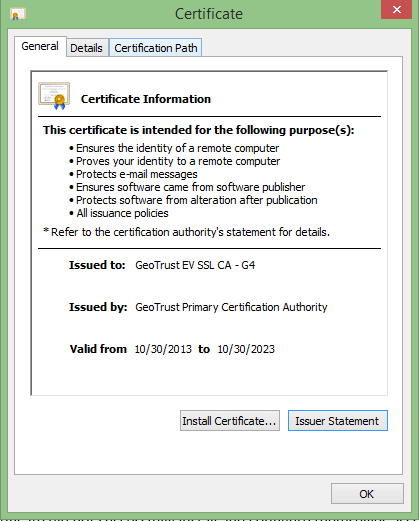 Certificate
General Details Certification Path
Certificate Information
This certificate is intended for the following purpose(s):
• Ensures the identity of a remote computer
• Proves your identity to a remote computer
• Protects e-mail messages
• Ensures software came from software publisher
• Protects software from alteration after publication
• All issuance policies
* Refer to the certification authority's statement for details.
Issued to: GeoTrust EV SSL CA - G4
Issued by: GeoTrust Primary Certification Authority
Valid from 10/30/2013 to 10/30/2023
Install Certificate... Issuer Statement
OK